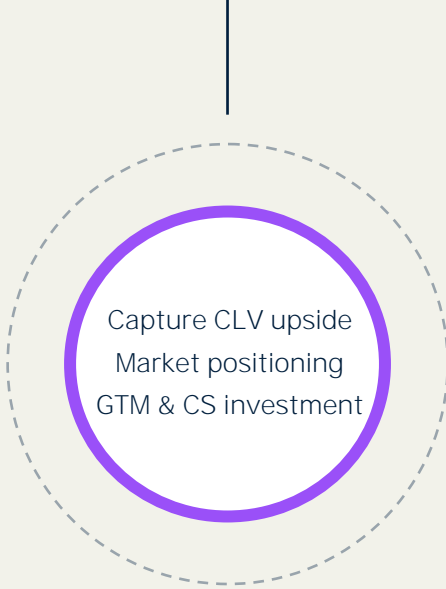 Capture CLV upside
Market positioning
GTM & CS investment